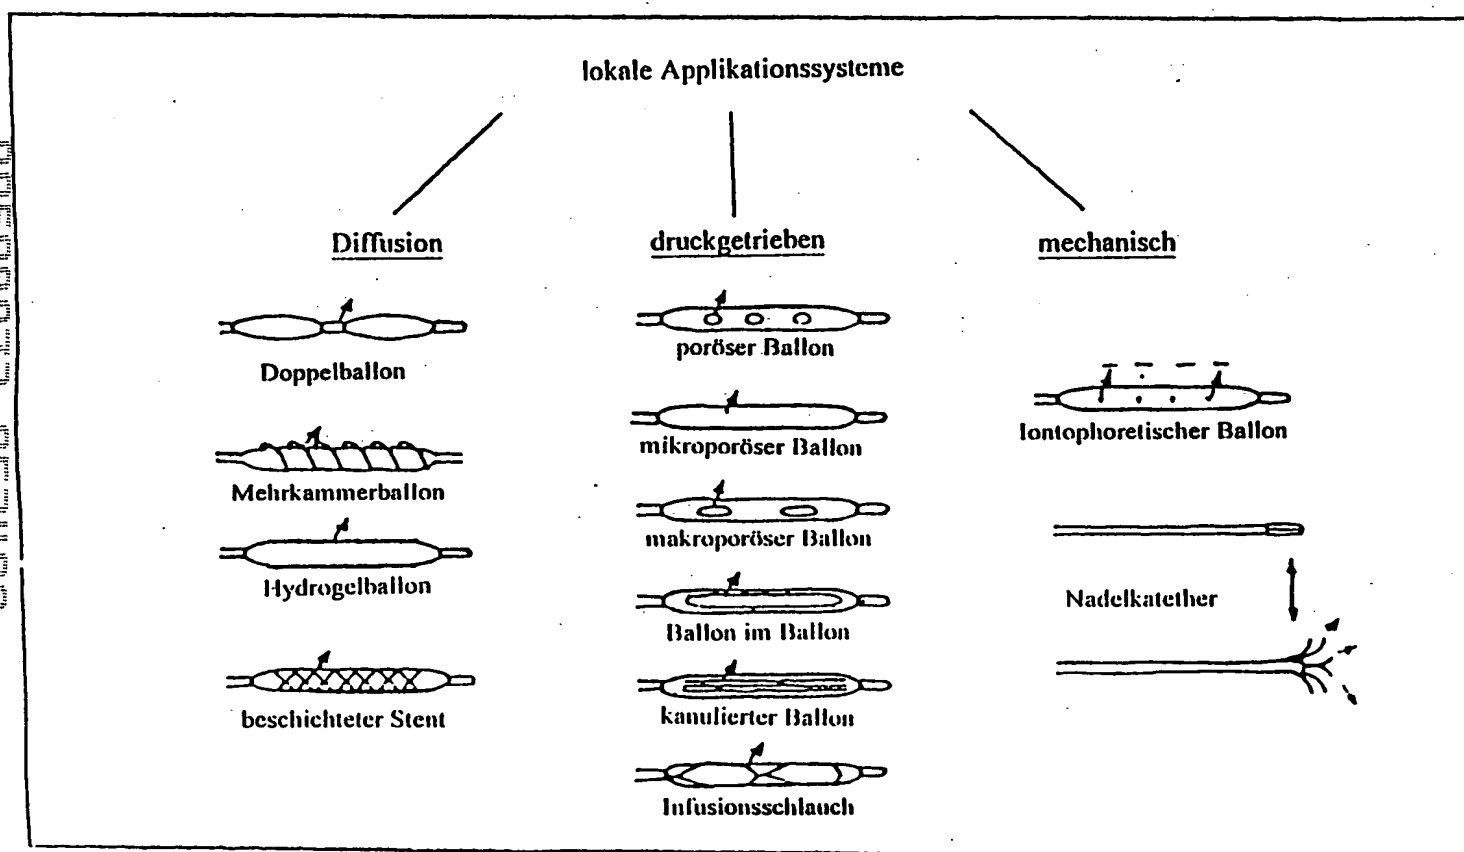 lokale Applikationssysteme
Diffusion
druckgetrieben
mechanisch
Doppelballon
Mehrkammerballon
Hydrogelballon
beschichteter Stent
poröser Ballon
mikroporöser Ballon
makroporöser Ballon
Ballon im Ballon
kanulierter Ballon
Infusionsschlauch
Iontophoretischer Ballon
Nadelkatether